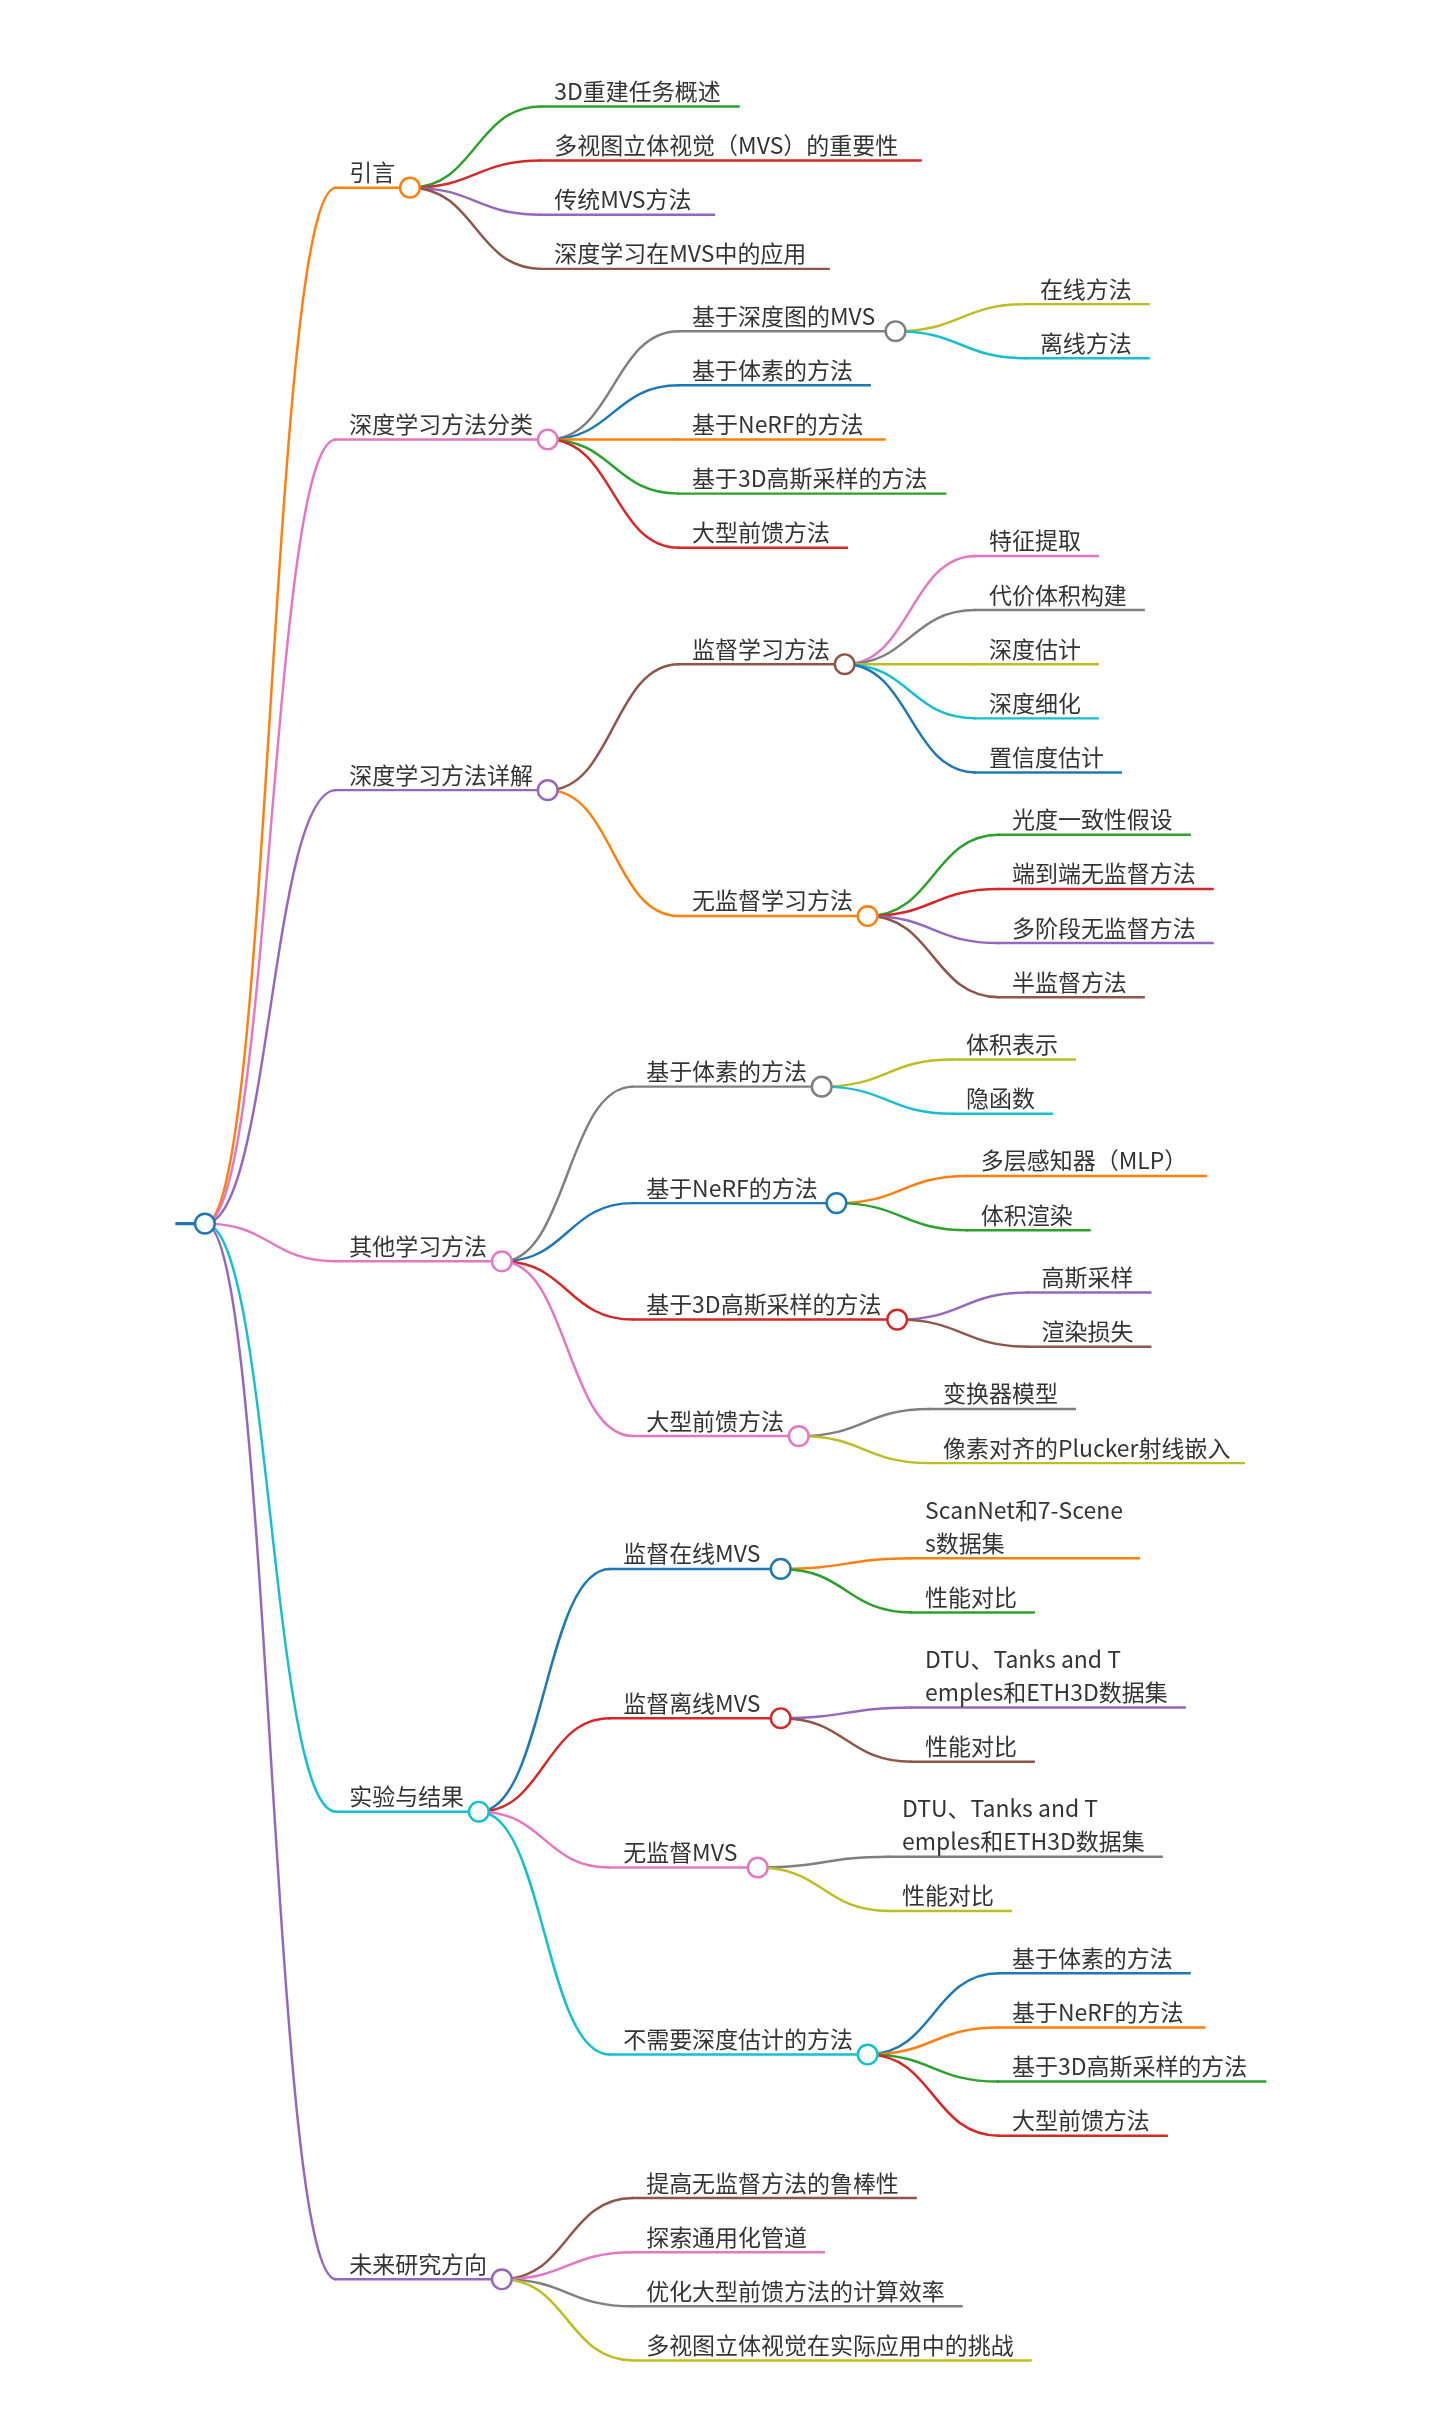 引言
3D重建任务概述
多视图立体视觉（MVS）的重要性
传统MVS方法
深度学习在MVS中的应用
深度学习方法分类
基于深度图的MVS
在线方法
离线方法
基于体素的方法
基于NeRF的方法
基于3D高斯采样的方法
大型前馈方法
深度学习方法详解
监督学习方法
特征提取
代价体积构建
深度估计
深度细化
置信度估计
无监督学习方法
光度一致性假设
端到端无监督方法
多阶段无监督方法
半监督方法
其他学习方法
基于体素的方法
体积表示
隐函数
基于NeRF的方法
多层感知器（MLP）
体积渲染
基于3D高斯采样的方法
高斯采样
渲染损失
大型前馈方法
变换器模型
像素对齐的Plucker射线嵌入
实验与结果
监督在线MVS
ScanNet和7-Scene
s数据集
性能对比
监督离线MVS
DTU、Tanks and T
emples和ETH3D数据集
性能对比
无监督MVS
DTU、Tanks and T
emples和ETH3D数据集
性能对比
不需要深度估计的方法
基于体素的方法
基于NeRF的方法
基于3D高斯采样的方法
大型前馈方法
未来研究方向
提高无监督方法的鲁棒性
探索通用化管道
优化大型前馈方法的计算效率
多视图立体视觉在实际应用中的挑战